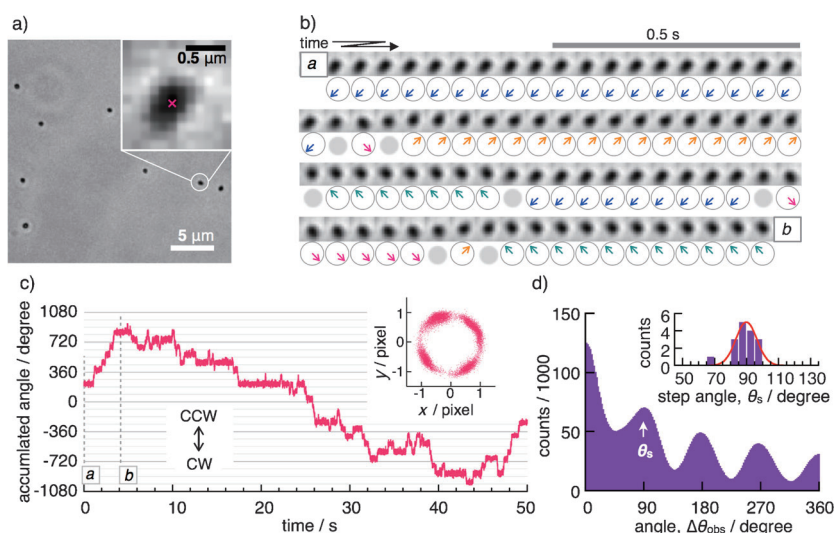 a)
0.5 µm
5 µm
b)
time
0.5 s
a
b
c)
accumlated angle / degree
1080
720
360
0
-360
-720
-1080
CCW
CW
a
b
0
10
20
30
40
50
time / s
y / pixel
1
0
-1
-1
0
1
x / pixel
d)
counts / 1000
150
100
50
0
θs
0
90
180
270
360
angle, Δθobs / degree
counts
6
4
2
0
50
70
90
110
130
step angle, θs / degree